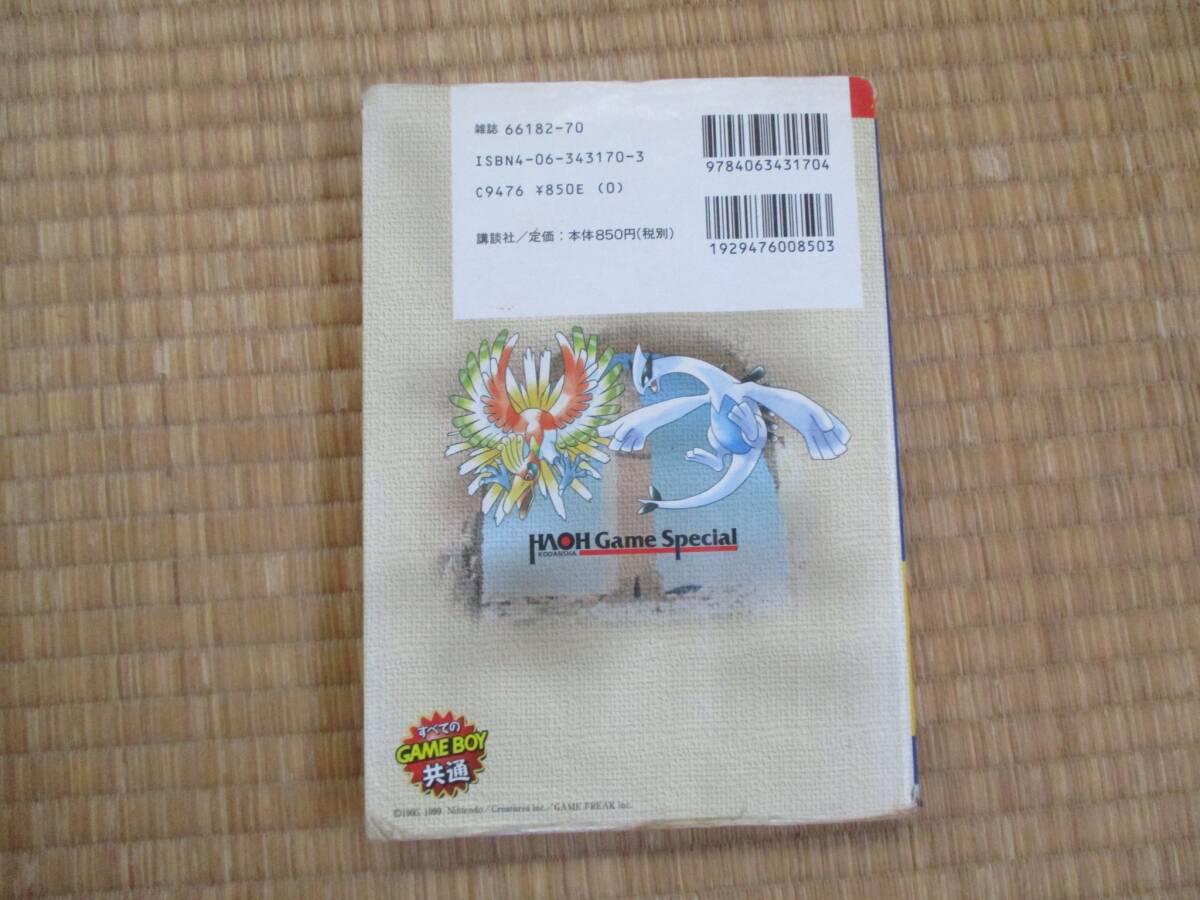 雑誌 66182-70
ISBN4-06-343170-3
C9476 ¥850E (0)
講談社/定価:本体850円(税別)
9784063431704
1929476008503
HAOH Game Special
KODANSHA
すべての
GAME BOY
共通
©1995, 1999 Nintendo/Creatures inc./GAME FREAK inc.